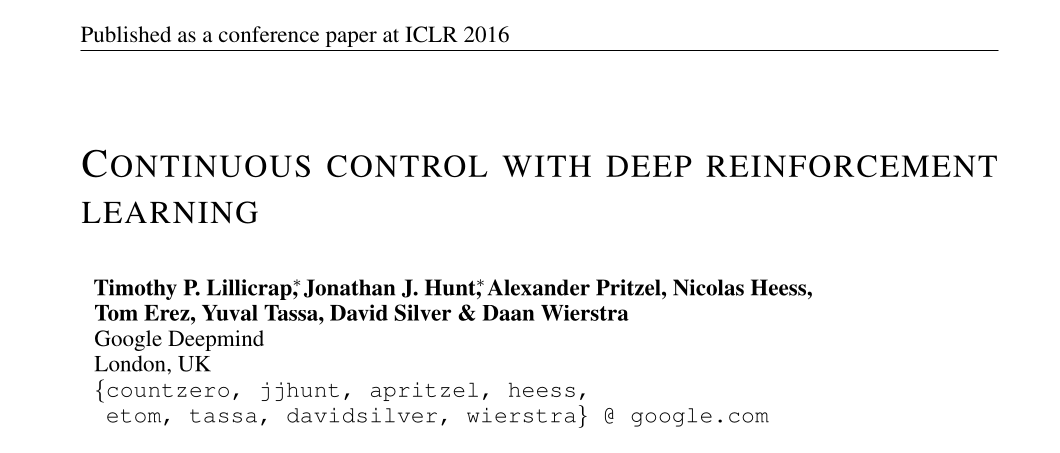 Published as a conference paper at ICLR 2016
CONTINUOUS CONTROL WITH DEEP REINFORCEMENT
LEARNING
Timothy P. Lillicrap,* Jonathan J. Hunt,* Alexander Pritzel, Nicolas Heess,
Tom Erez, Yuval Tassa, David Silver & Daan Wierstra
Google Deepmind
London, UK
{countzero, jjhunt, apritzel, heess,
etom, tassa, davidsilver, wierstra} @ google.com